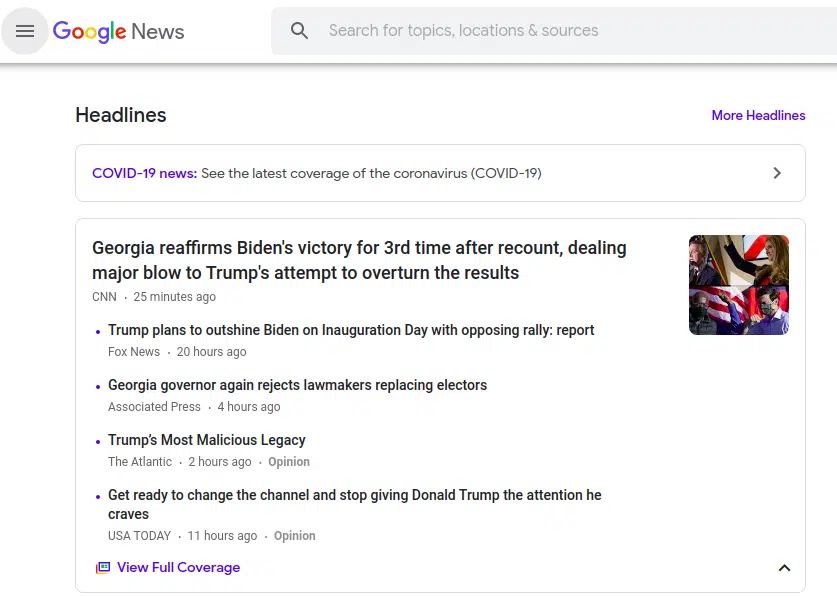 Google News
Search for topics, locations & sources
Headlines
More Headlines
COVID-19 news: See the latest coverage of the coronavirus (COVID-19)
Georgia reaffirms Biden's victory for 3rd time after recount, dealing
major blow to Trump's attempt to overturn the results
CNN · 25 minutes ago
Trump plans to outshine Biden on Inauguration Day with opposing rally: report
Fox News · 20 hours ago
Georgia governor again rejects lawmakers replacing electors
Associated Press · 4 hours ago
Trump’s Most Malicious Legacy
The Atlantic · 2 hours ago · Opinion
Get ready to change the channel and stop giving Donald Trump the attention he
craves
USA TODAY · 11 hours ago · Opinion
View Full Coverage